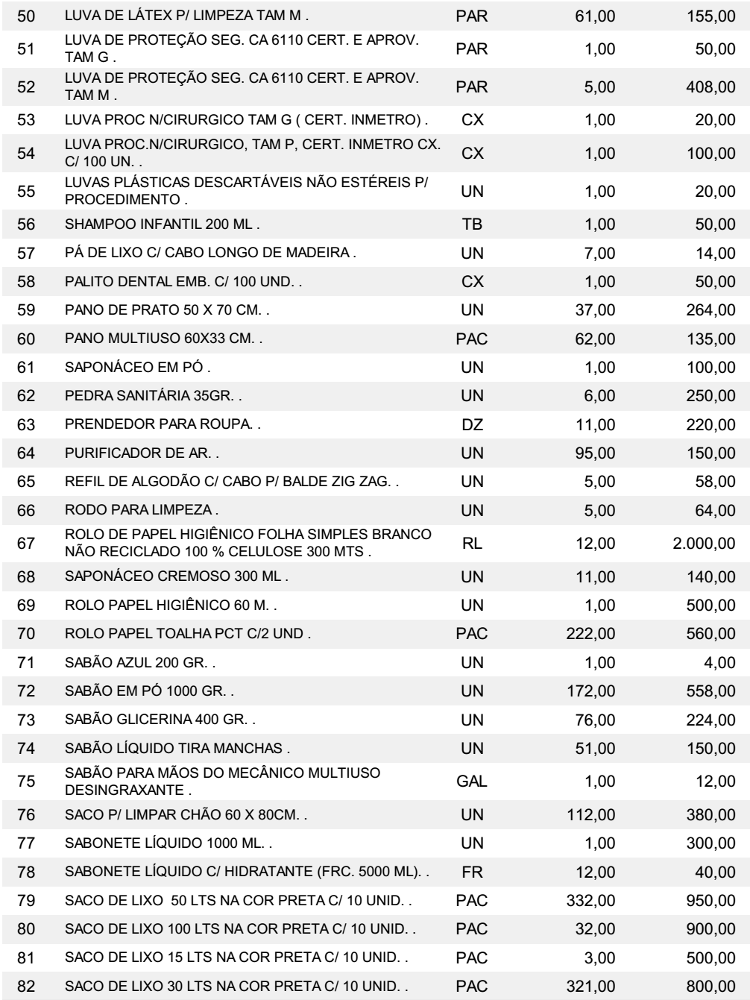 50 LUVA DE LÁTEX P/ LIMPEZA TAM M . PAR 61,00 155,00
51 LUVA DE PROTEÇÃO SEG. CA 6110 CERT. E APROV. PAR 1,00 50,00
TAM G .
52 LUVA DE PROTEÇÃO SEG. CA 6110 CERT. E APROV. PAR 5,00 408,00
TAM M .
53 LUVA PROC N/CIRURGICO TAM G ( CERT. INMETRO) . CX 1,00 20,00
54 LUVA PROC.N/CIRURGICO, TAM P, CERT. INMETRO CX. CX 1,00 100,00
C/ 100 UN. .
55 LUVAS PLÁSTICAS DESCARTÁVEIS NÃO ESTÉREIS P/ UN 1,00 20,00
PROCEDIMENTO .
56 SHAMPOO INFANTIL 200 ML . TB 1,00 50,00
57 PÁ DE LIXO C/ CABO LONGO DE MADEIRA . UN 7,00 14,00
58 PALITO DENTAL EMB. C/ 100 UND. . CX 1,00 50,00
59 PANO DE PRATO 50 X 70 CM. . UN 37,00 264,00
60 PANO MULTIUSO 60X33 CM. . PAC 62,00 135,00
61 SAPONÁCEO EM PÓ . UN 1,00 100,00
62 PEDRA SANITÁRIA 35GR. . UN 6,00 250,00
63 PRENDEDOR PARA ROUPA. . DZ 11,00 220,00
64 PURIFICADOR DE AR. . UN 95,00 150,00
65 REFIL DE ALGODÃO C/ CABO P/ BALDE ZIG ZAG. . UN 5,00 58,00
66 RODO PARA LIMPEZA . UN 5,00 64,00
67 ROLO DE PAPEL HIGIÊNICO FOLHA SIMPLES BRANCO RL 12,00 2.000,00
NÃO RECICLADO 100 % CELULOSE 300 MTS .
68 SAPONÁCEO CREMOSO 300 ML . UN 11,00 140,00
69 ROLO PAPEL HIGIÊNICO 60 M. . UN 1,00 500,00
70 ROLO PAPEL TOALHA PCT C/2 UND . PAC 222,00 560,00
71 SABÃO AZUL 200 GR. . UN 1,00 4,00
72 SABÃO EM PÓ 1000 GR. . UN 172,00 558,00
73 SABÃO GLICERINA 400 GR. . UN 76,00 224,00
74 SABÃO LÍQUIDO TIRA MANCHAS . UN 51,00 150,00
75 SABÃO PARA MÃOS DO MECÂNICO MULTIUSO GAL 1,00 12,00
DESINGRAXANTE .
76 SACO P/ LIMPAR CHÃO 60 X 80CM. . UN 112,00 380,00
77 SABONETE LÍQUIDO 1000 ML. . UN 1,00 300,00
78 SABONETE LÍQUIDO C/ HIDRATANTE (FRC. 5000 ML). . FR 12,00 40,00
79 SACO DE LIXO  50 LTS NA COR PRETA C/ 10 UNID. . PAC 332,00 950,00
80 SACO DE LIXO 100 LTS NA COR PRETA C/ 10 UNID. . PAC 32,00 900,00
81 SACO DE LIXO 15 LTS NA COR PRETA C/ 10 UNID. . PAC 3,00 500,00
82 SACO DE LIXO 30 LTS NA COR PRETA C/ 10 UNID. . PAC 321,00 800,00